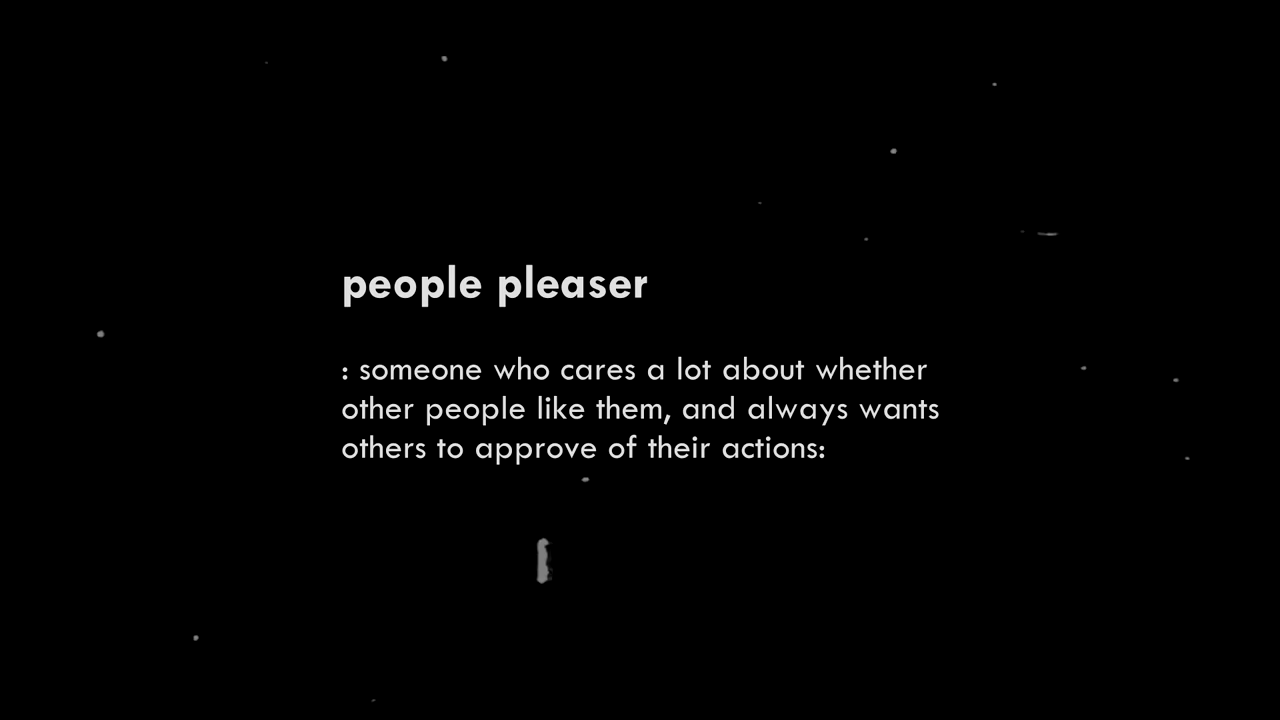 people pleaser
: someone who cares a lot about whether
other people like them, and always wants
others to approve of their actions: